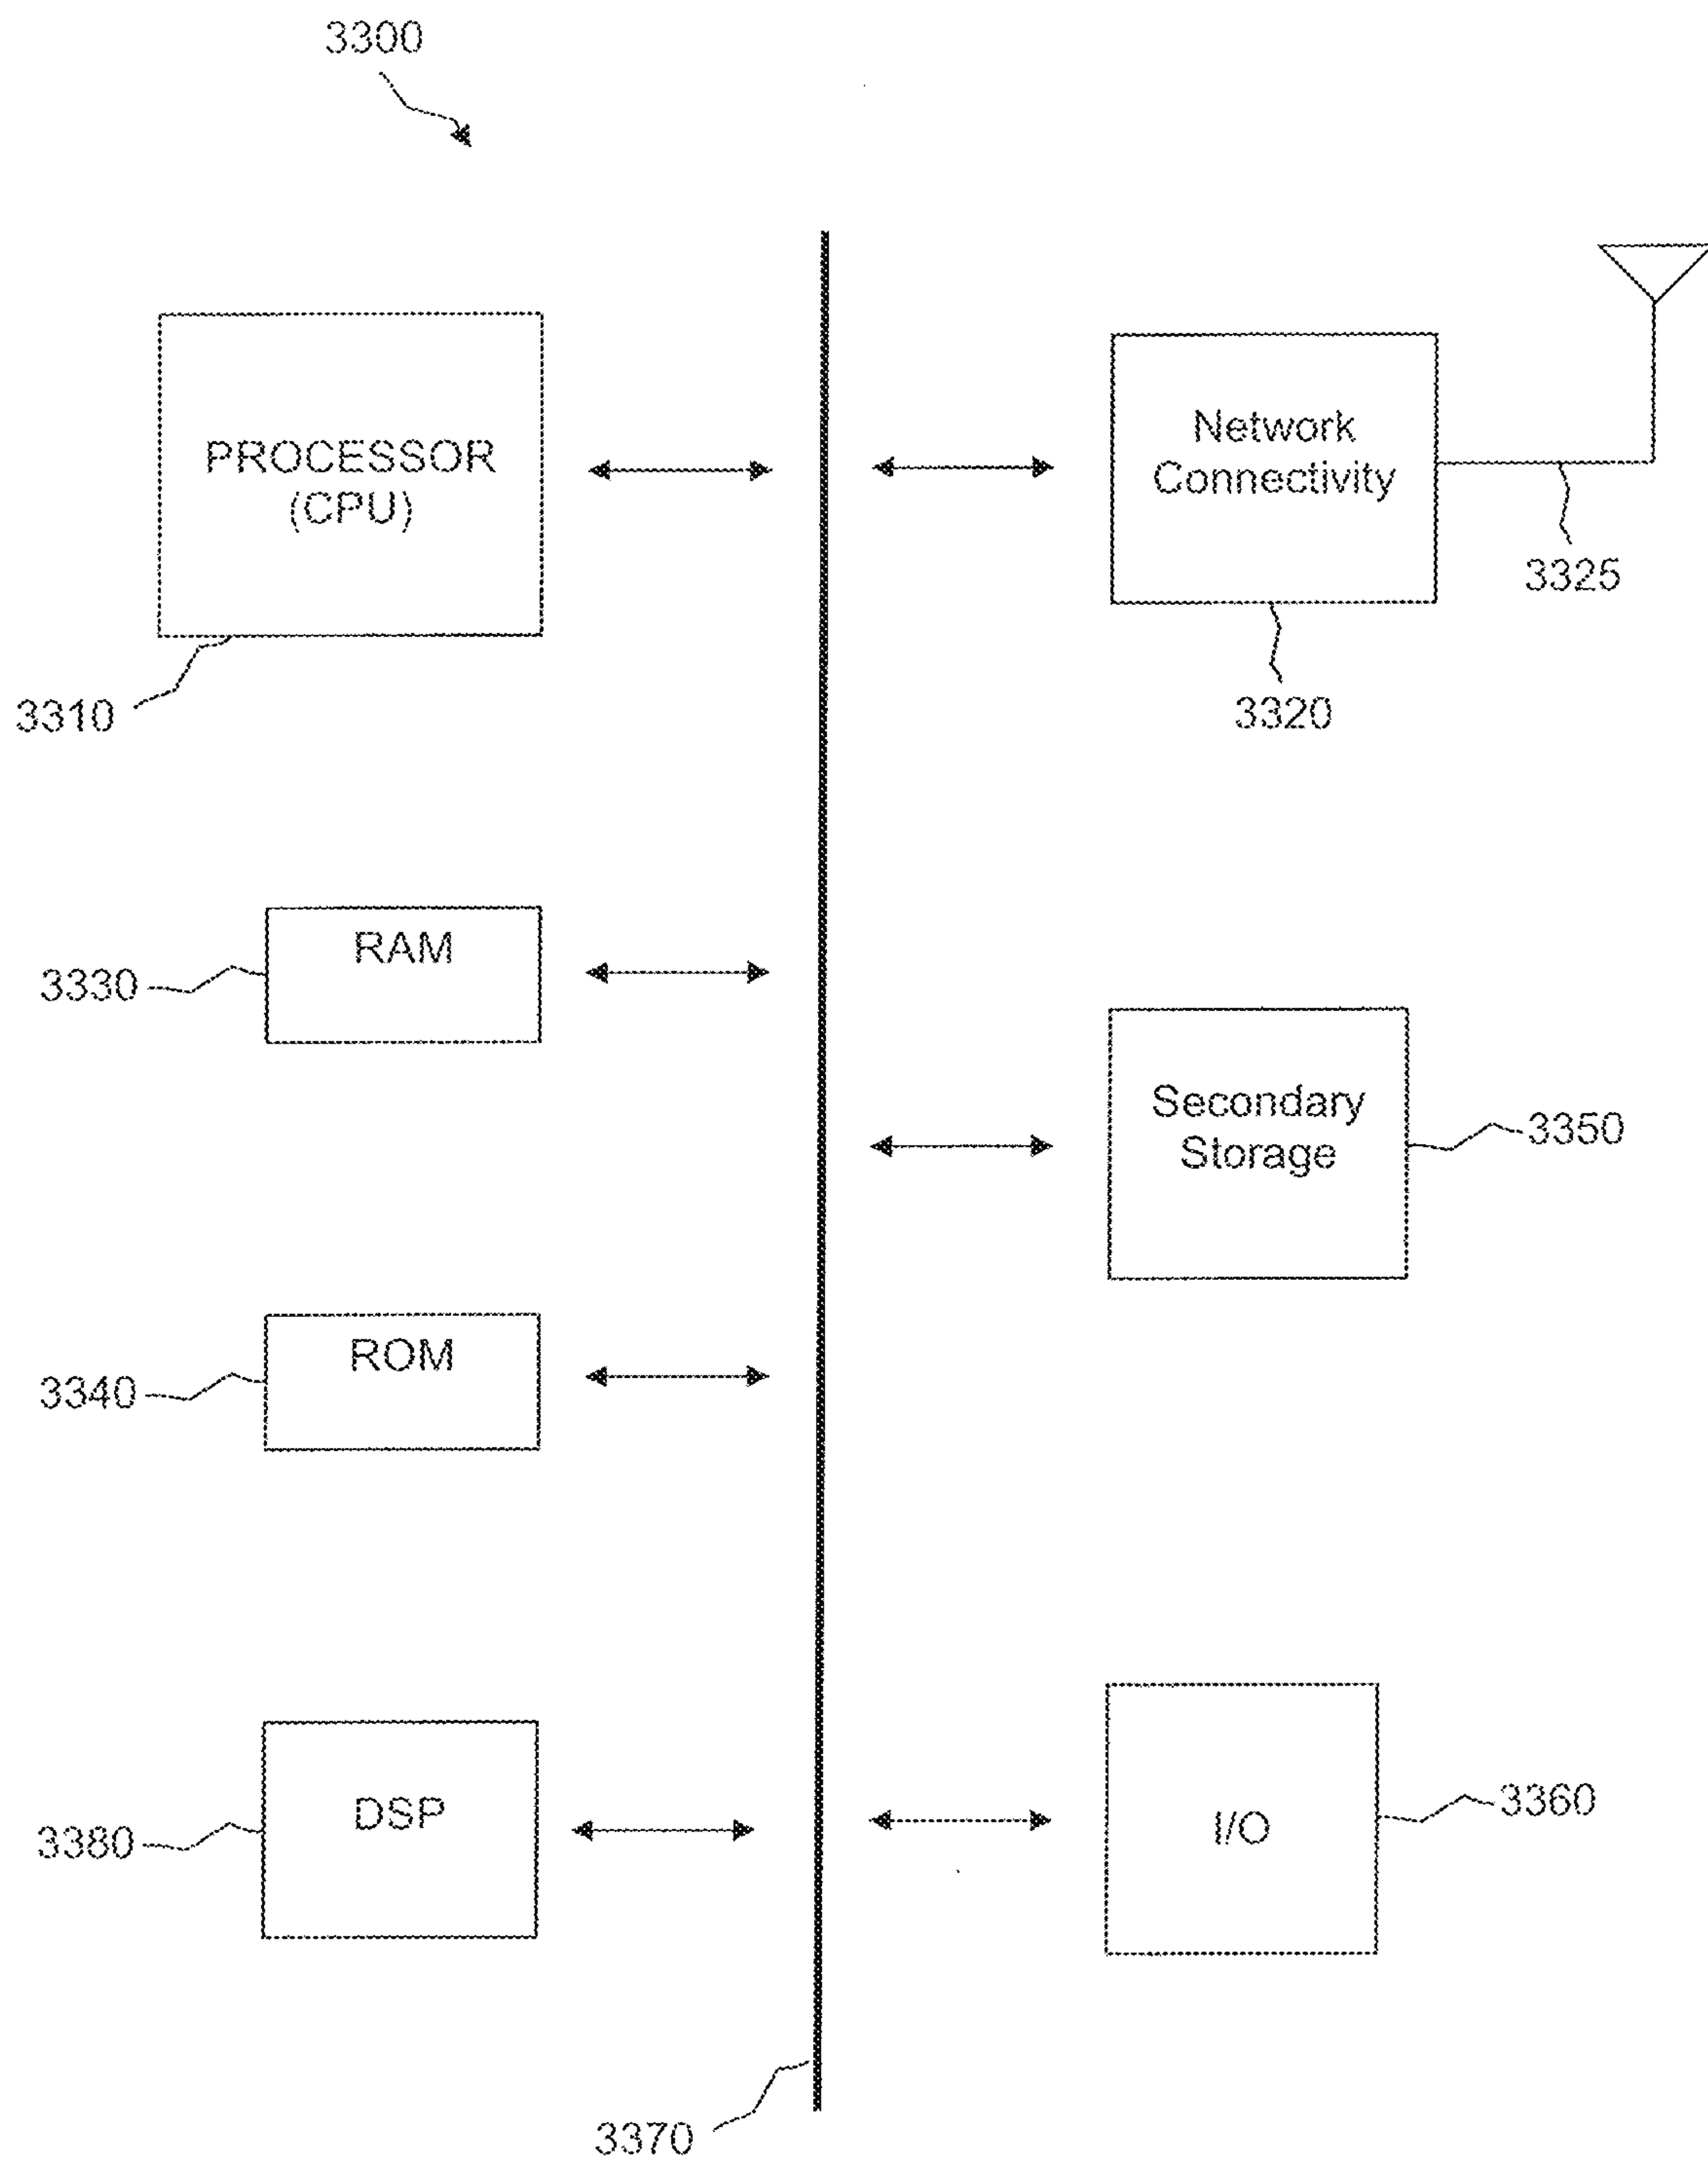 3300
PROCESSOR
(CPU)
3310
Network
Connectivity
3325
3320
RAM
3330
Secondary
Storage
3350
ROM
3340
DSP
3380
I/O
3360
3370